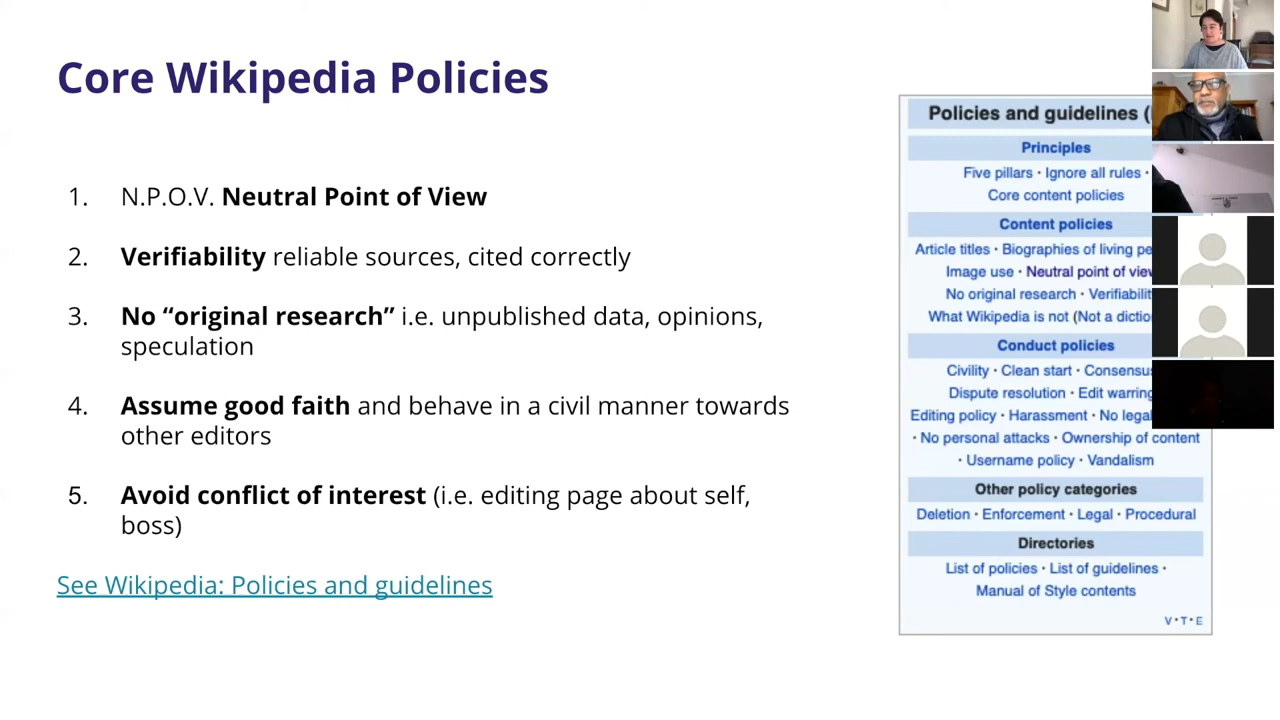 Core Wikipedia Policies
1. N.P.O.V. Neutral Point of View
2. Verifiability reliable sources, cited correctly
3. No “original research” i.e. unpublished data, opinions,
speculation
4. Assume good faith and behave in a civil manner towards
other editors
5. Avoid conflict of interest (i.e. editing page about self,
boss)
See Wikipedia: Policies and guidelines
Policies and guidelines (
Principles
Five pillars · Ignore all rules ·
Core content policies
Content policies
Article titles · Biographies of living
Image use · Neutral point of view
No original research ·
What Wikipedia is not (Not a
Conduct policies
Civility · Clean start ·
Dispute resolution · Edit warring
Editing policy · Harassment · No legal
· No personal attacks · Ownership of content
· Username policy · Vandalism
Other policy categories
Deletion · Enforcement · Legal · Procedural
Directories
List of policies · List of guidelines ·
Manual of Style contents
V · T · E